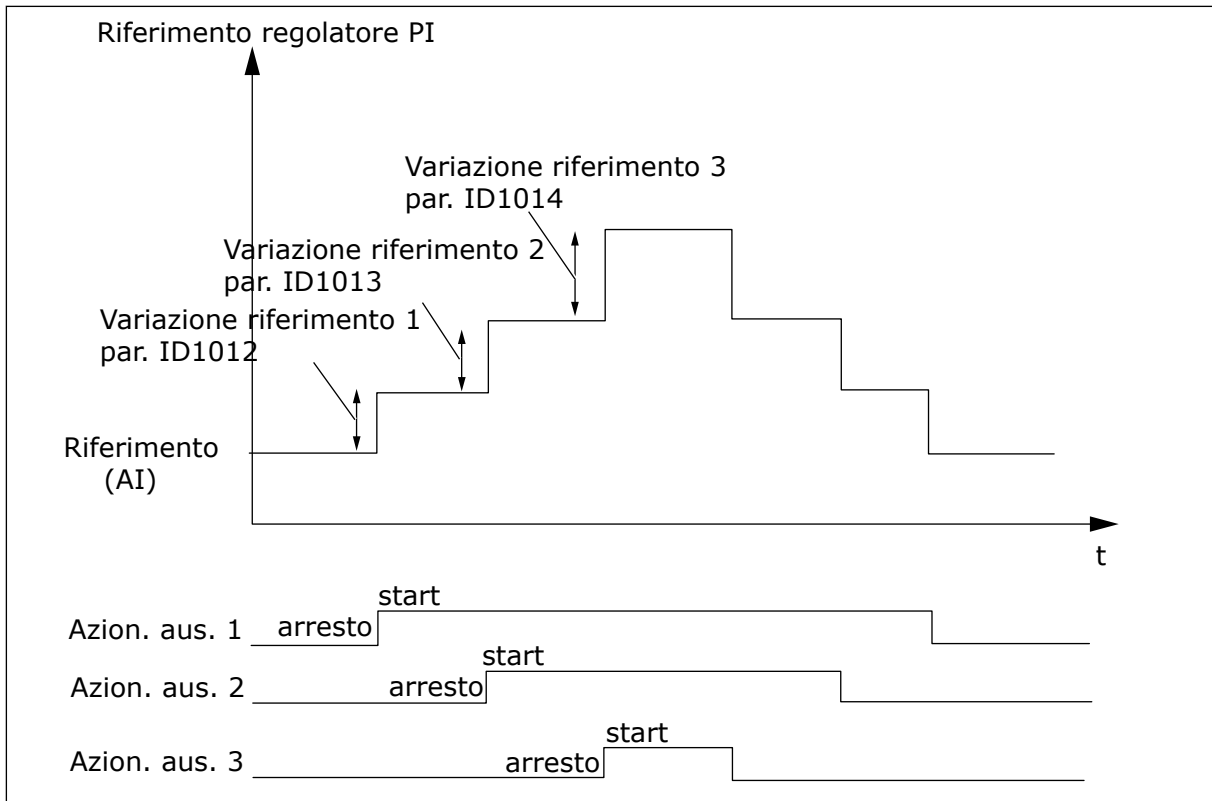 Riferimento regolatore PI
Variazione riferimento 3
par. ID1014
Variazione riferimento 2
par. ID1013
Variazione riferimento 1
par. ID1012
Riferimento
(AI)
t
start
Azion. aus. 1
arresto
start
Azion. aus. 2
arresto
start
Azion. aus. 3
arresto